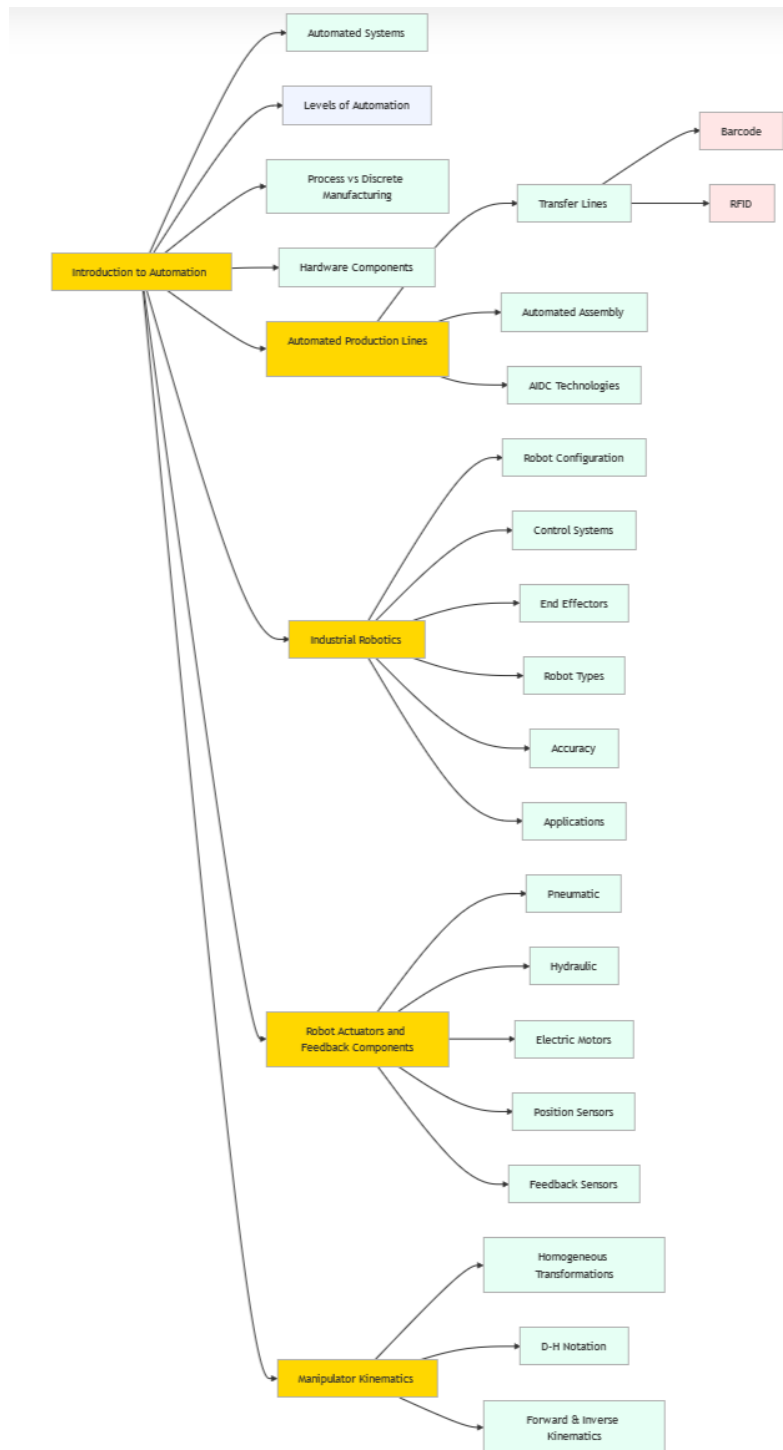 Automated Systems
Levels of Automation
Barcode
Process vs Discrete
Manufacturing
Transfer Lines
RFID
Introduction to Automation
Hardware Components
Automated Production Lines
Automated Assembly
AIDC Technologies
Robot Configuration
Control Systems
End Effectors
Industrial Robotics
Robot Types
Accuracy
Applications
Pneumatic
Hydraulic
Robot Actuators and
Feedback Components
Electric Motors
Position Sensors
Feedback Sensors
Homogeneous
Transformations
D-H Notation
Manipulator Kinematics
Forward & Inverse
Kinematics